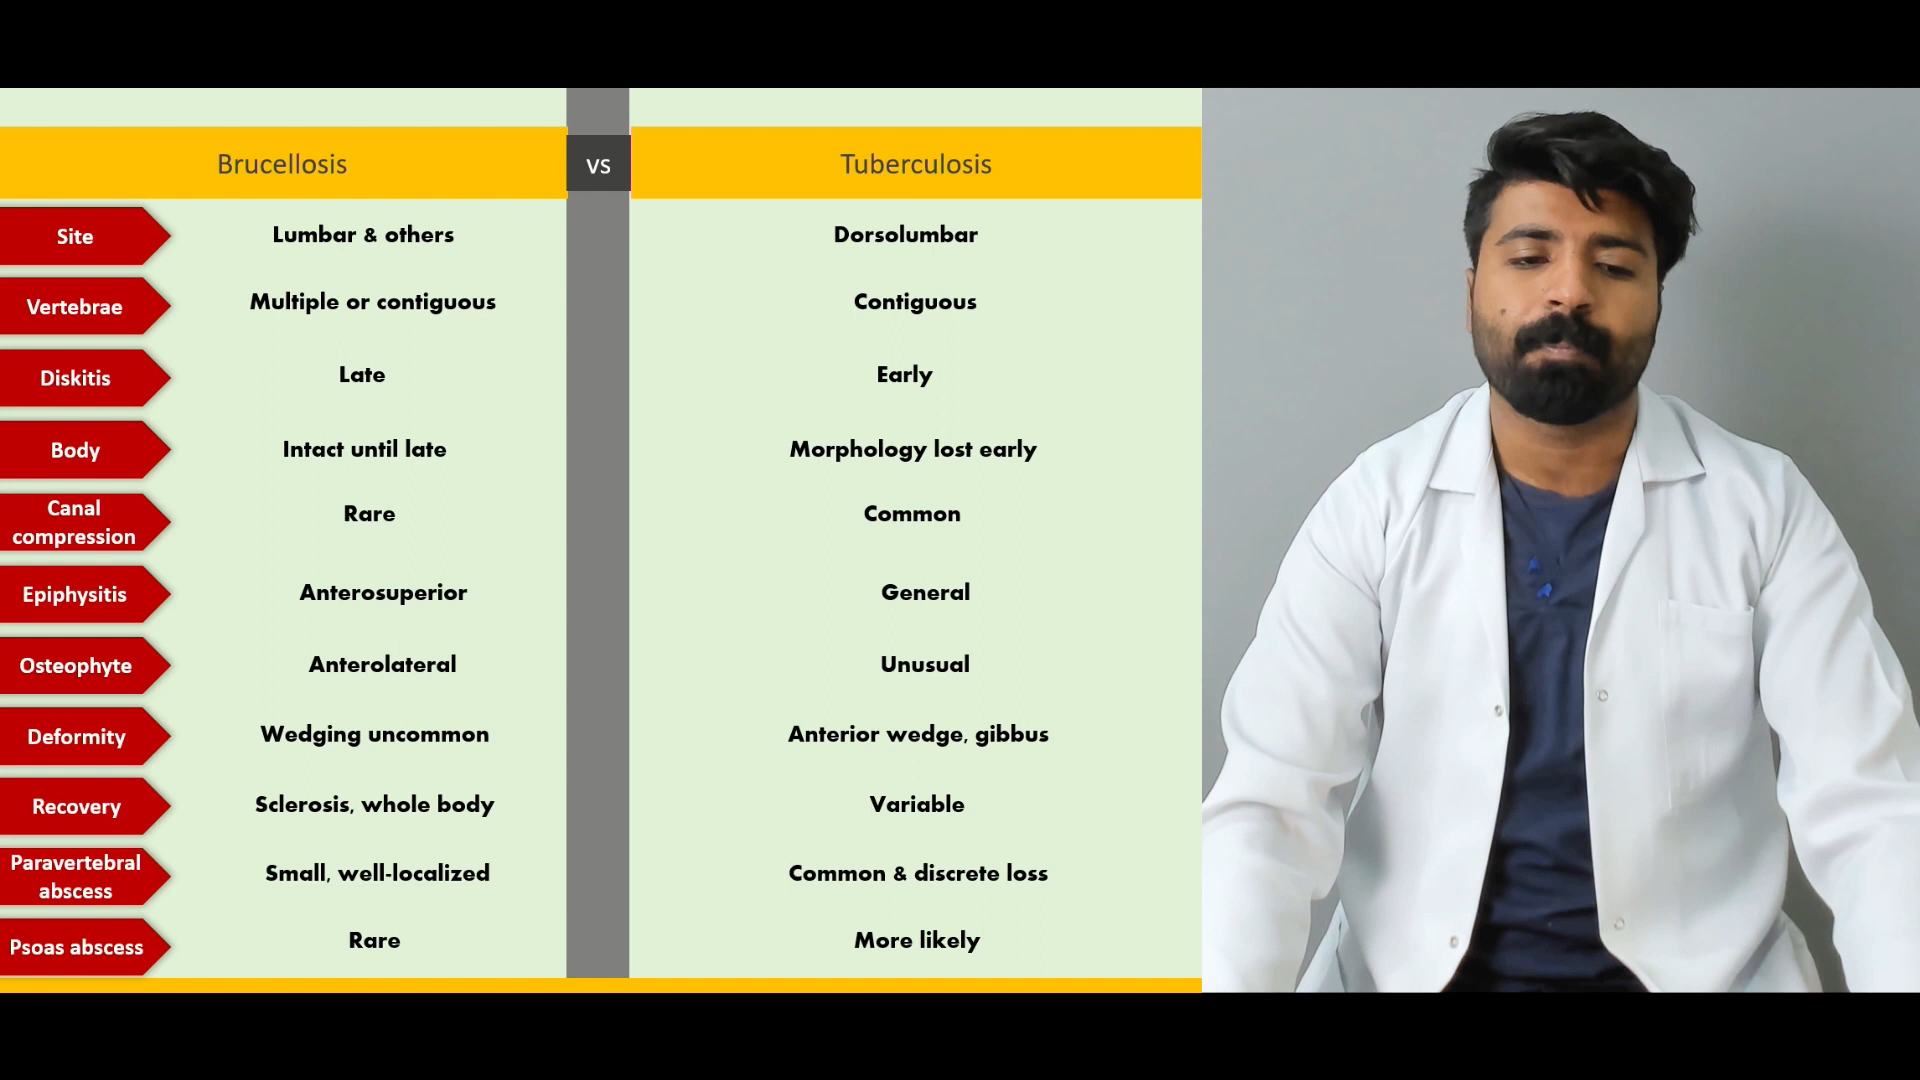 Brucellosis vs Tuberculosis
Site Lumbar & others Dorsolumbar
Vertebrae Multiple or contiguous Contiguous
Diskitis Late Early
Body Intact until late Morphology lost early
Canal
compression Rare Common
Epiphysitis Anterosuperior General
Osteophyte Anterolateral Unusual
Deformity Wedging uncommon Anterior wedge, gibbus
Recovery Sclerosis, whole body Variable
Paravertebral
abscess Small, well-localized Common & discrete loss
Psoas abscess Rare More likely